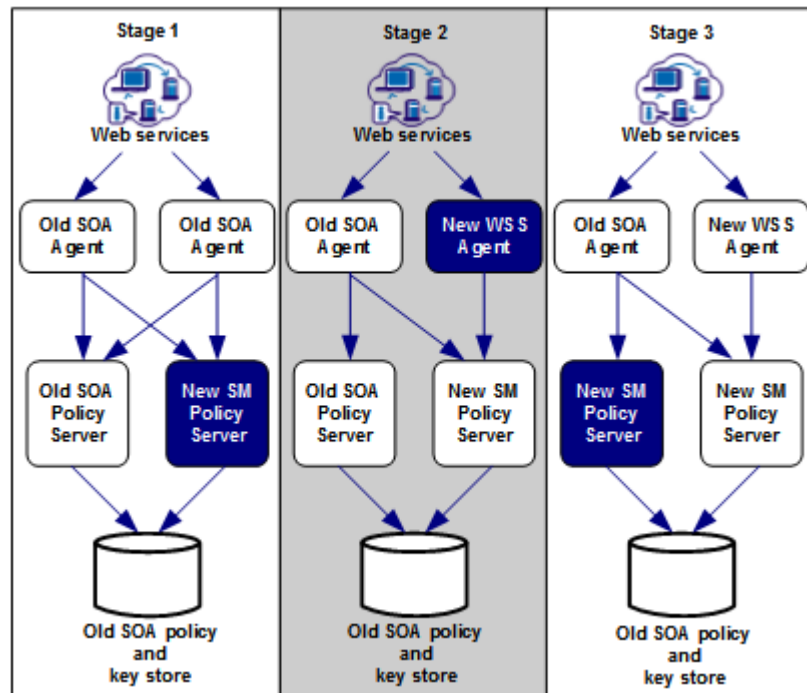 Stage 1
Web services
Old SOA
Agent
Old SOA
Agent
Old SOA
Policy
Server
New SM
Policy
Server
Old SOA policy
and
key store
Stage 2
Web services
Old SOA
Agent
New WSS
Agent
Old SOA
Policy
Server
New SM
Policy
Server
Old SOA policy
and
key store
Stage 3
Web services
Old SOA
Agent
New WSS
Agent
New SM
Policy
Server
New SM
Policy
Server
Old SOA policy
and
key store